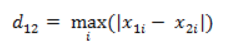 d₁₂ = max(|x₁ᵢ − x₂ᵢ|)
i